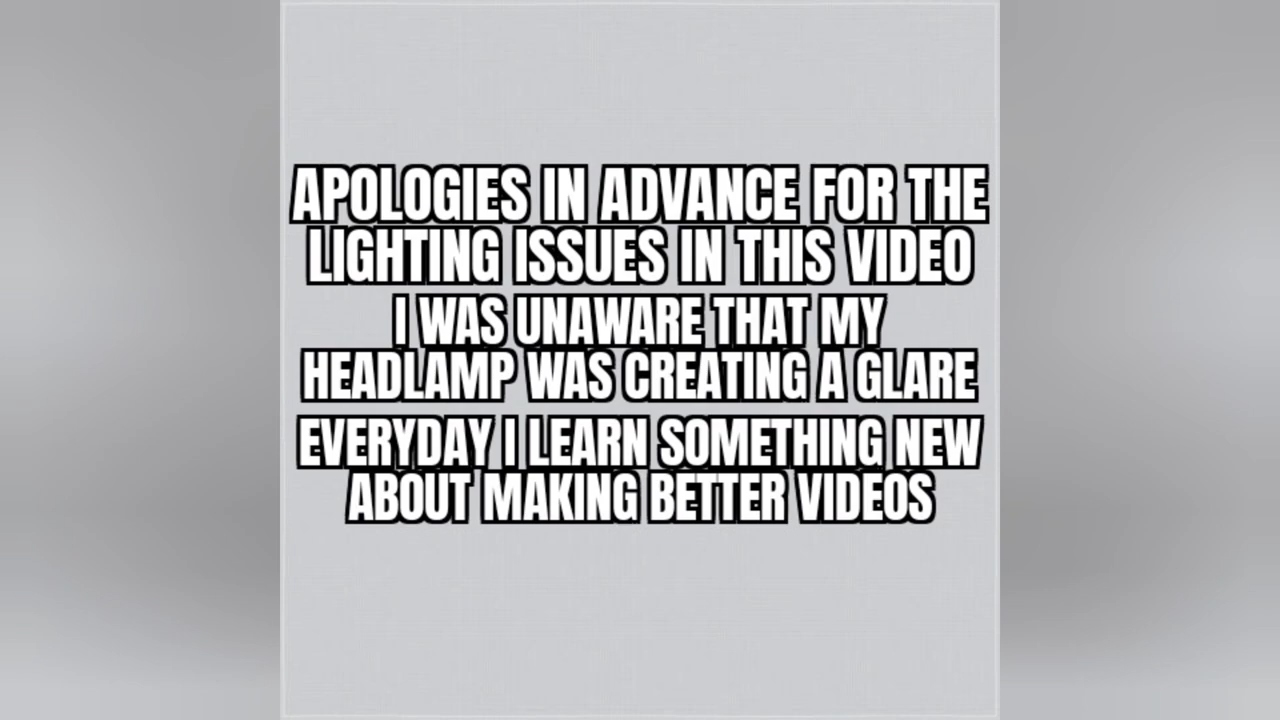 APOLOGIES IN ADVANCE FOR THE
LIGHTING ISSUES IN THIS VIDEO
I WAS UNAWARE THAT MY
HEADLAMP WAS CREATING A GLARE
EVERYDAY I LEARN SOMETHING NEW
ABOUT MAKING BETTER VIDEOS